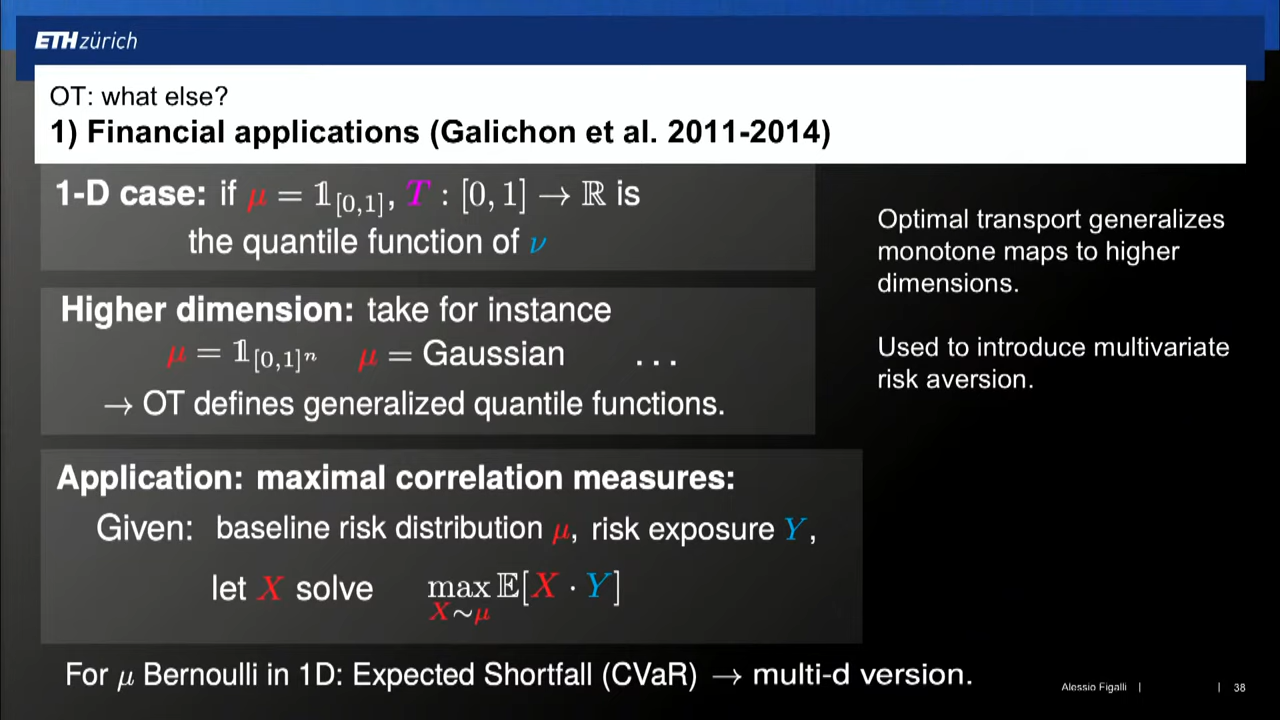 ETH zürich
OT: what else?
1) Financial applications (Galichon et al. 2011-2014)
1-D case: if μ = 𝟙_{[0,1]}, T : [0, 1] → ℝ is
the quantile function of ν
Higher dimension: take for instance
μ = 𝟙_{[0,1]^n} μ = Gaussian . . .
→ OT defines generalized quantile functions.
Application: maximal correlation measures:
Given: baseline risk distribution μ, risk exposure Y,
let X solve max_{X∼μ} 𝔼[X · Y]
For μ Bernoulli in 1D: Expected Shortfall (CVaR) → multi-d version.
Optimal transport generalizes
monotone maps to higher
dimensions.
Used to introduce multivariate
risk aversion.
Alessio Figalli | | 38